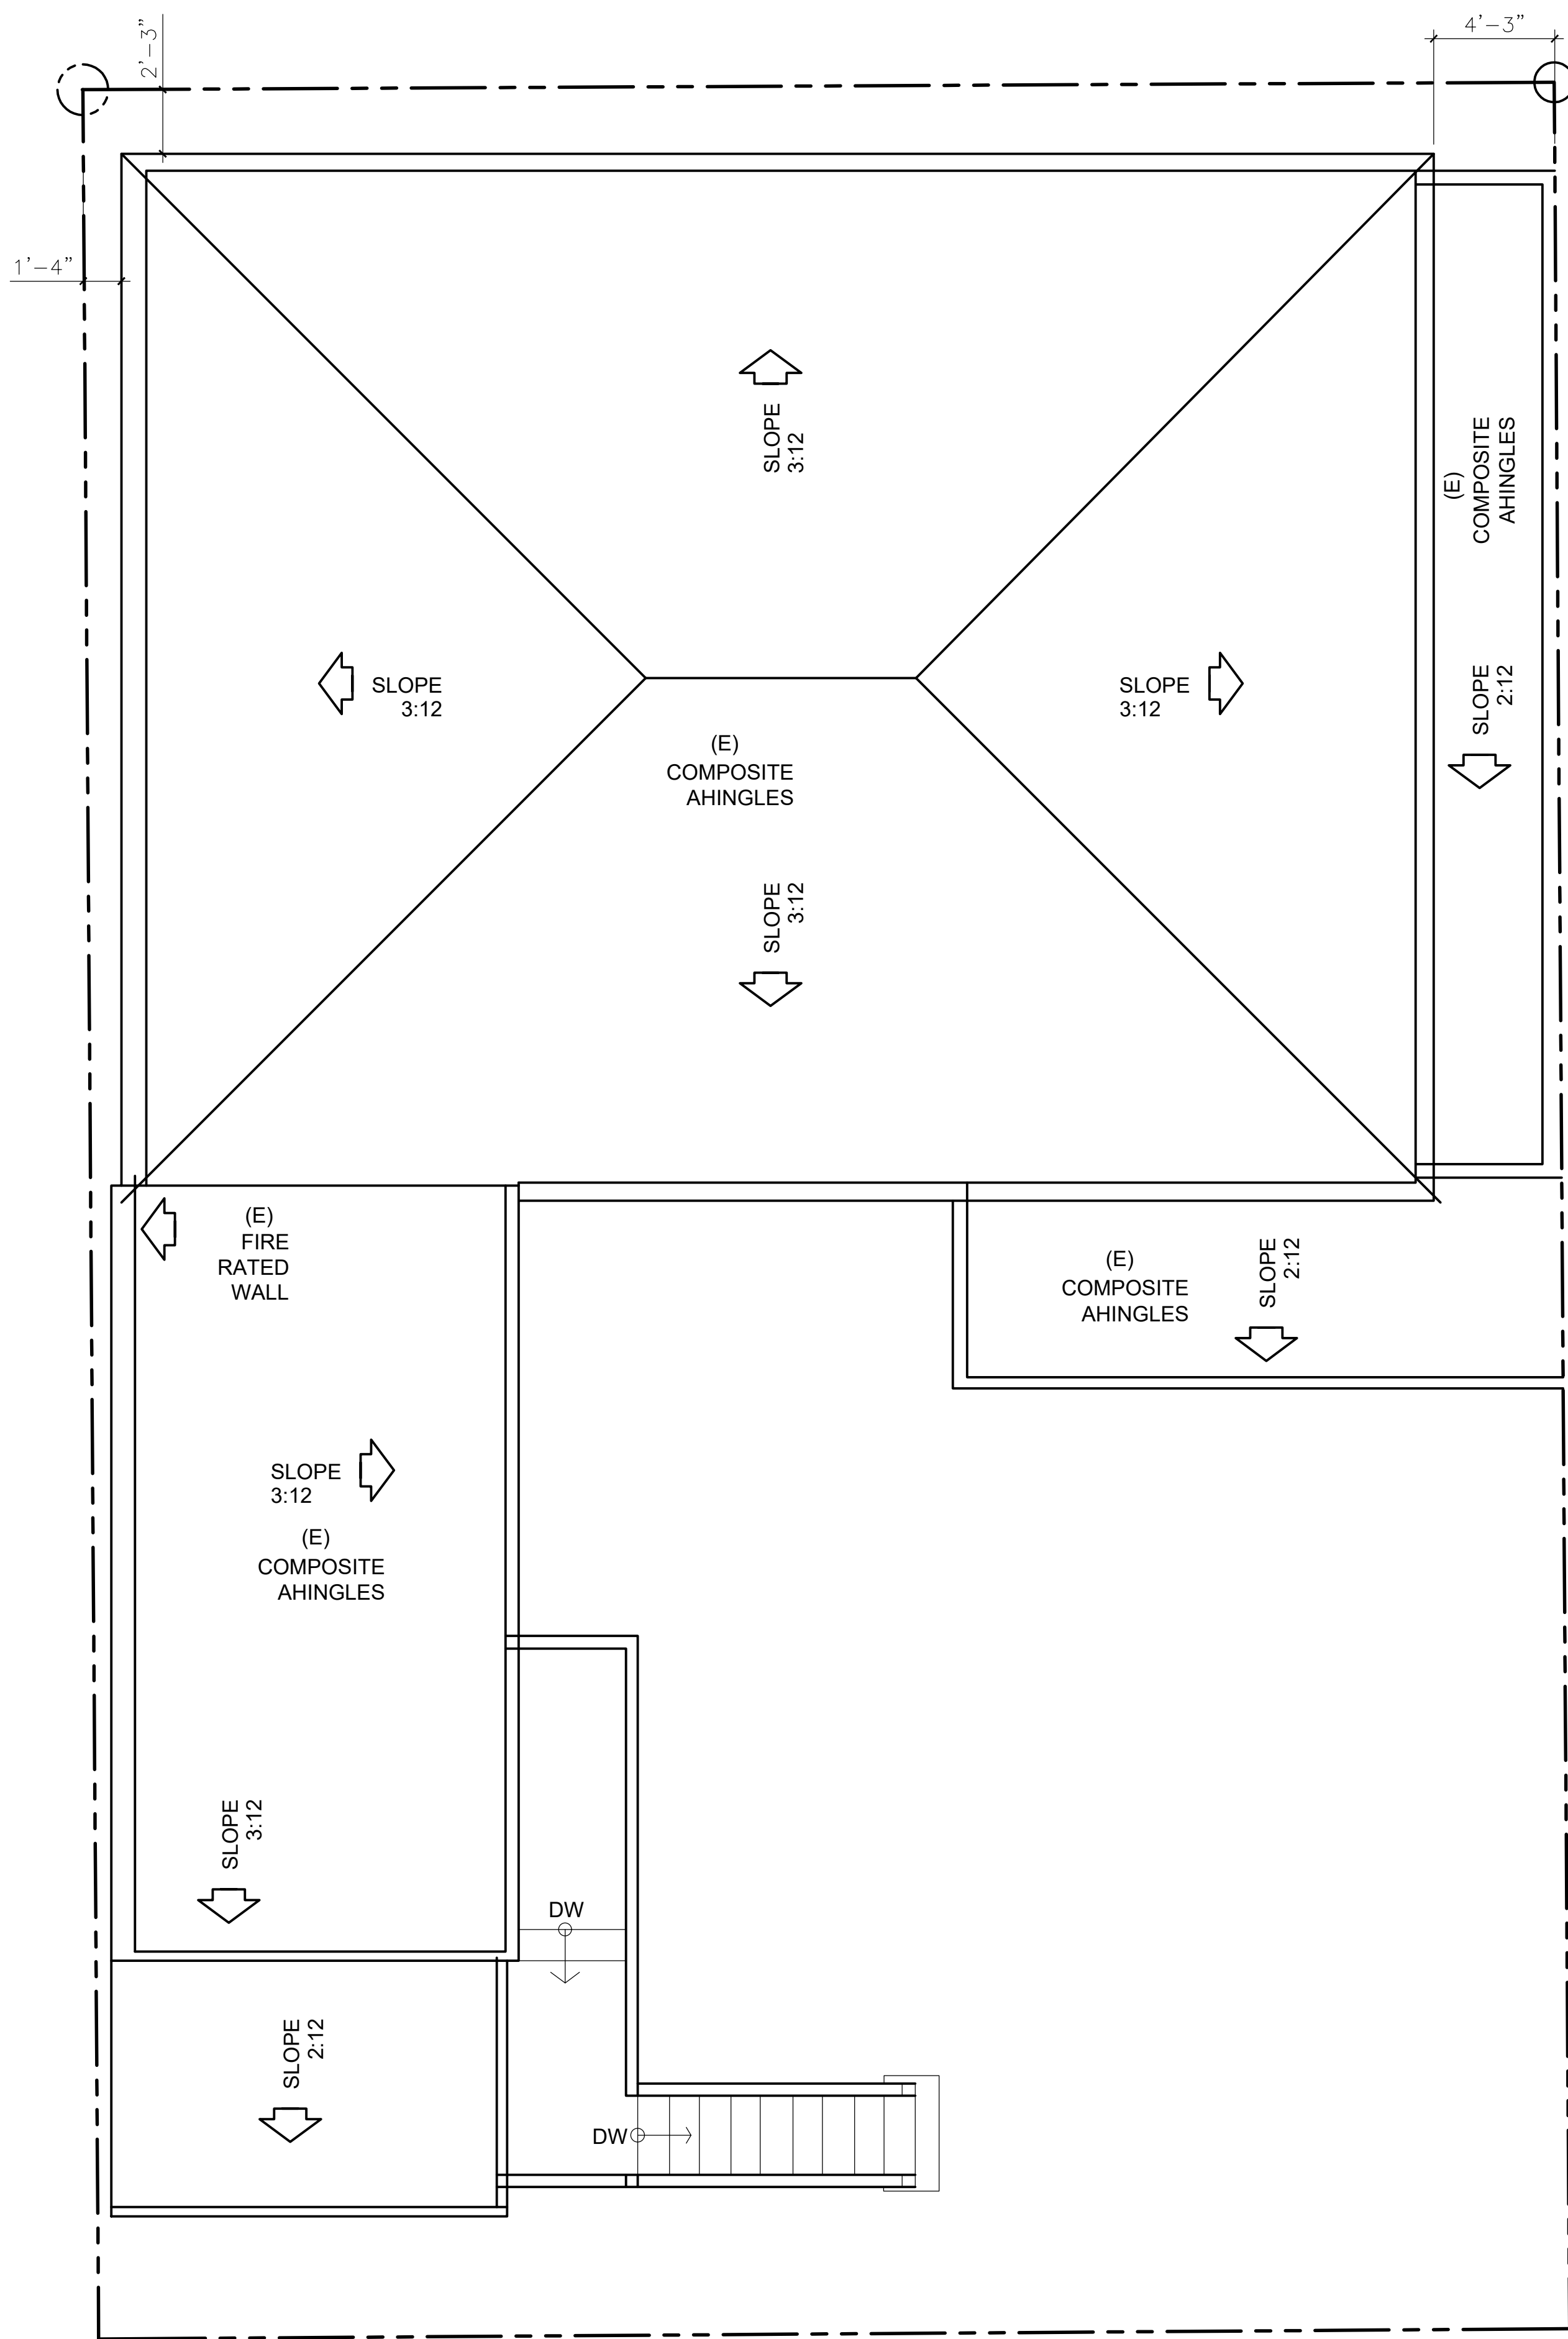 2'-3"
4'-3"
1'-4"
SLOPE
3:12
(E)
COMPOSITE
AHINGLES
SLOPE
3:12
SLOPE
3:12
SLOPE
2:12
(E)
COMPOSITE
AHINGLES
SLOPE
3:12
(E)
FIRE
RATED
WALL
(E)
COMPOSITE
AHINGLES
SLOPE
2:12
SLOPE
3:12
(E)
COMPOSITE
AHINGLES
SLOPE
3:12
DW
SLOPE
2:12
DW